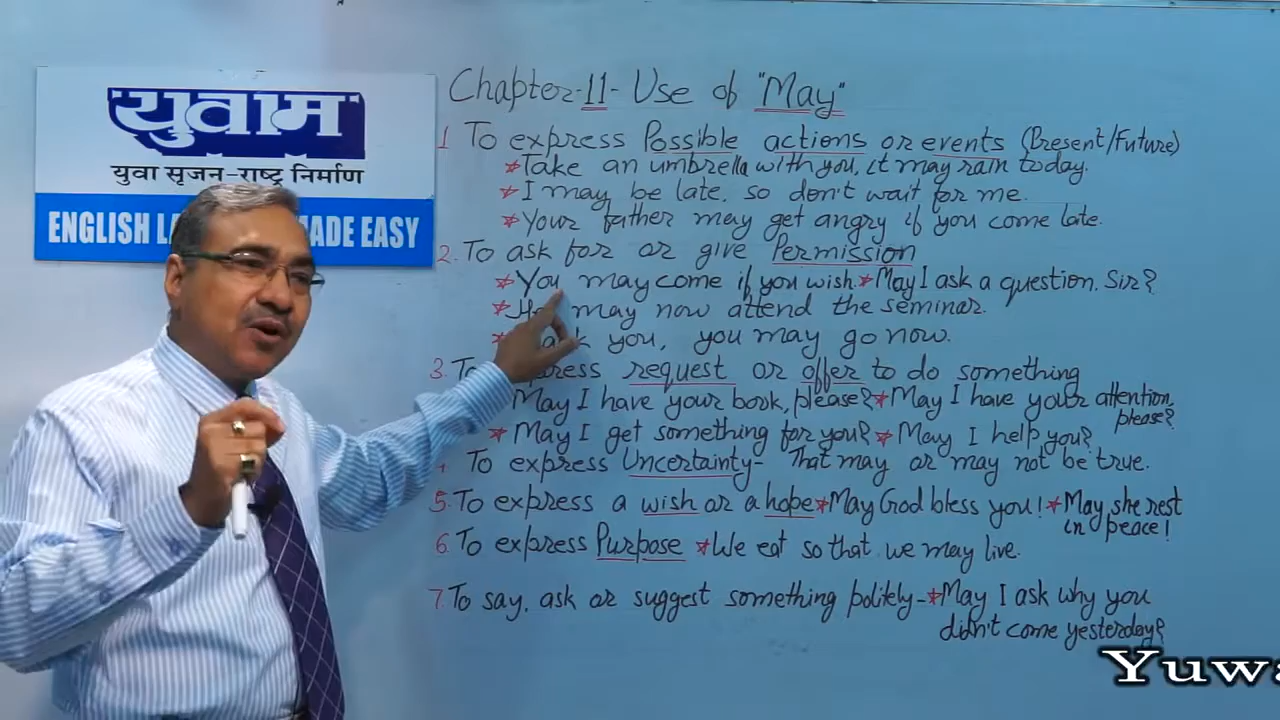 युवाम
युवा सृजन-राष्ट्र निर्माण
ENGLISH MADE EASY
Chapter-11- Use of "May"
1. To express Possible actions or events (Present/Future)
*Take an umbrella with you, it may rain today.
*I may be late, so don't wait for me.
*Your father may get angry if you come late.
2. To ask for or give Permission
*You may come if you wish.*May I ask a question, Sir?
* may now attend the seminar.
* you, you may go now.
3. To request or offer to do something
May I have your book, please?*May I have your attention, please?
*May I get something for you?*May I help you?
To express Uncertainty- That may or may not be true.
5. To express a wish or a hope*May God bless you!*May she rest in peace!
6. To express Purpose *We eat so that we may live.
7. To say, ask or suggest something politely-*May I ask why you
didn't come yesterday?